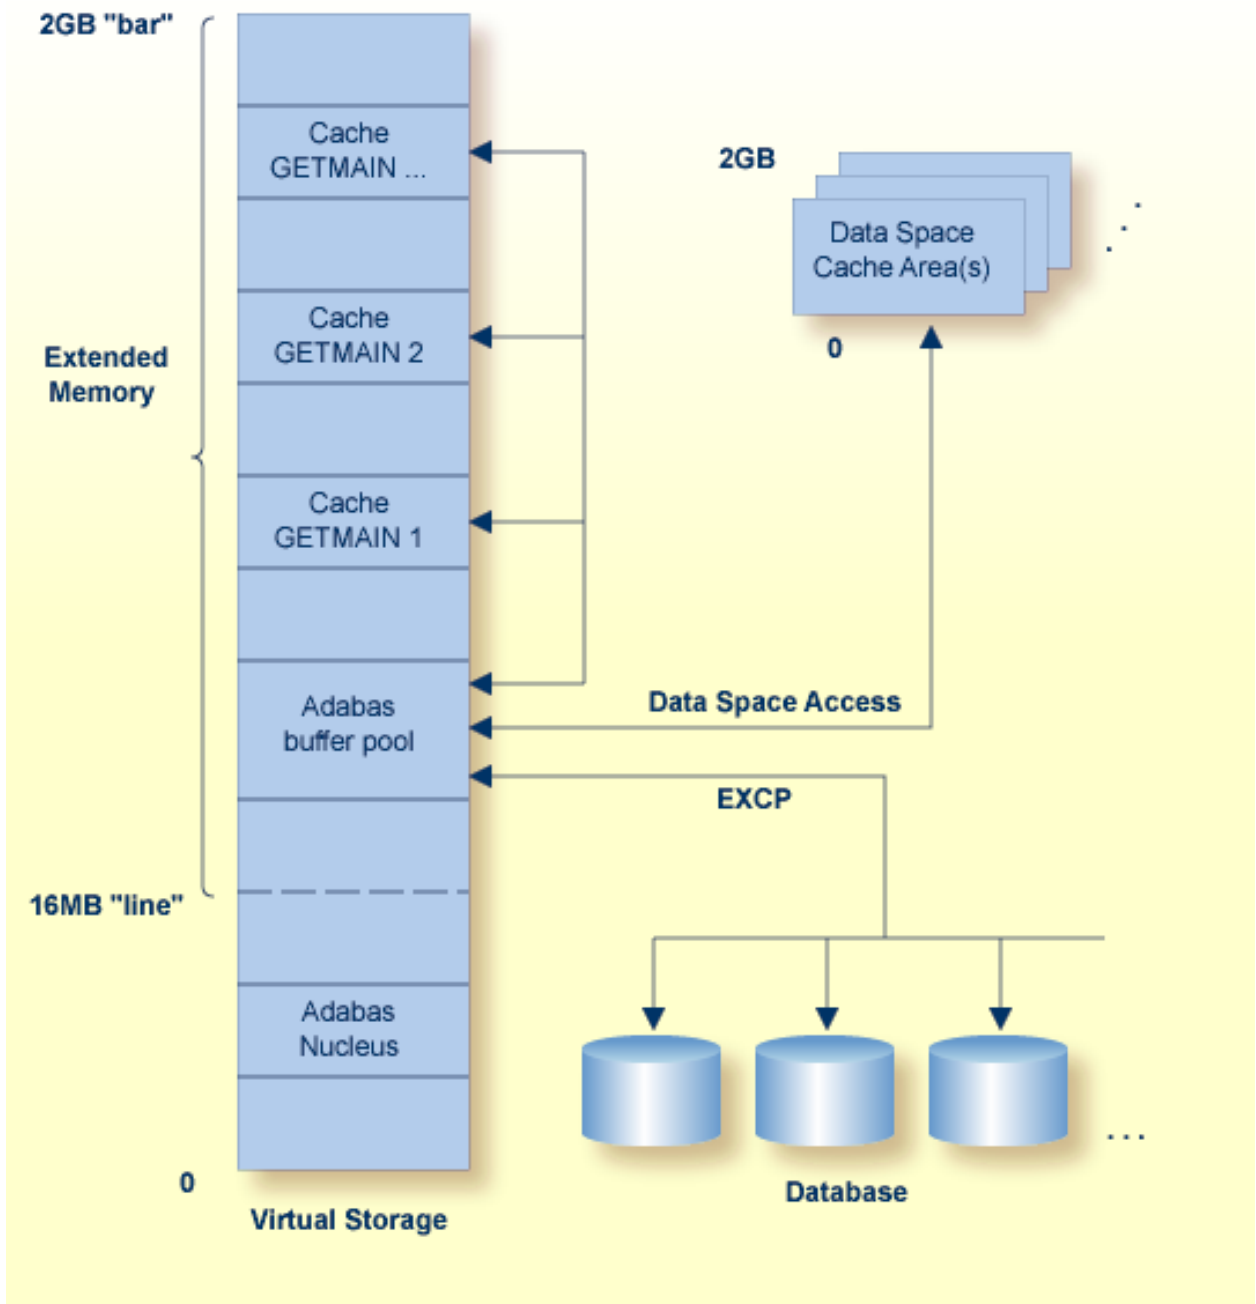 2GB "bar"
Cache
GETMAIN ...
2GB
Data Space
Cache Area(s)
0
Cache
GETMAIN 2
Extended
Memory
Cache
GETMAIN 1
Adabas
buffer pool
Data Space Access
EXCP
16MB "line"
Adabas
Nucleus
...
0
Database
Virtual Storage